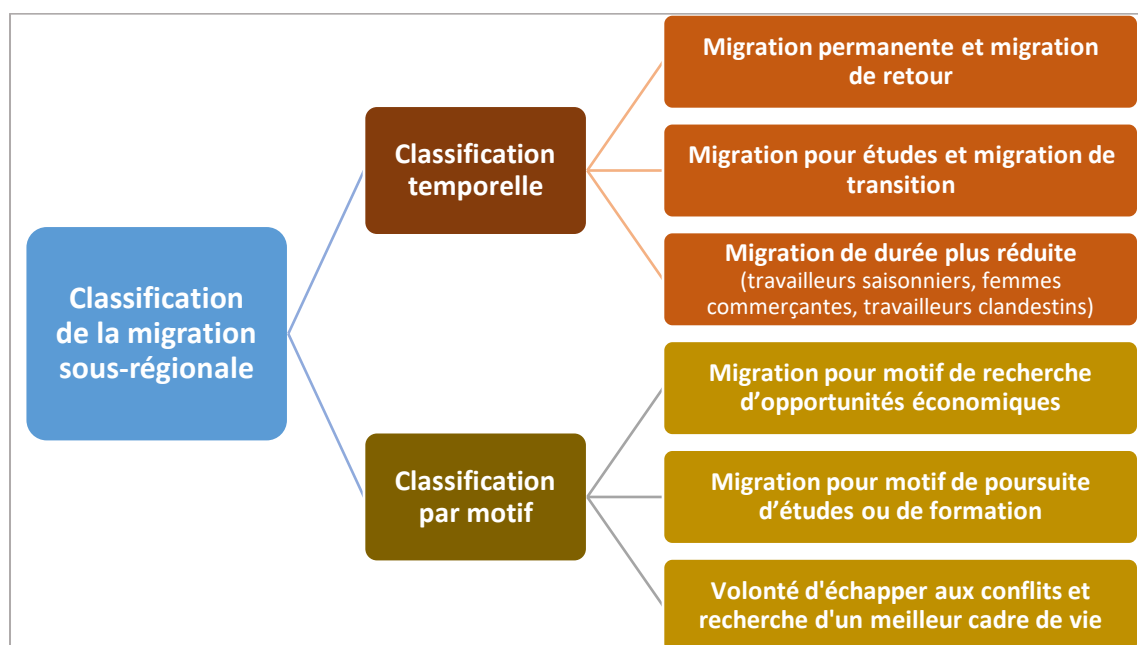 Classification
de la migration
sous-régionale
Classification
temporelle
Migration permanente et migration
de retour
Migration pour études et migration de
transition
Migration de durée plus réduite
(travailleurs saisonniers, femmes
commerçantes, travailleurs clandestins)
Classification
par motif
Migration pour motif de recherche
d’opportunités économiques
Migration pour motif de poursuite
d’études ou de formation
Volonté d'échapper aux conflits et
recherche d'un meilleur cadre de vie